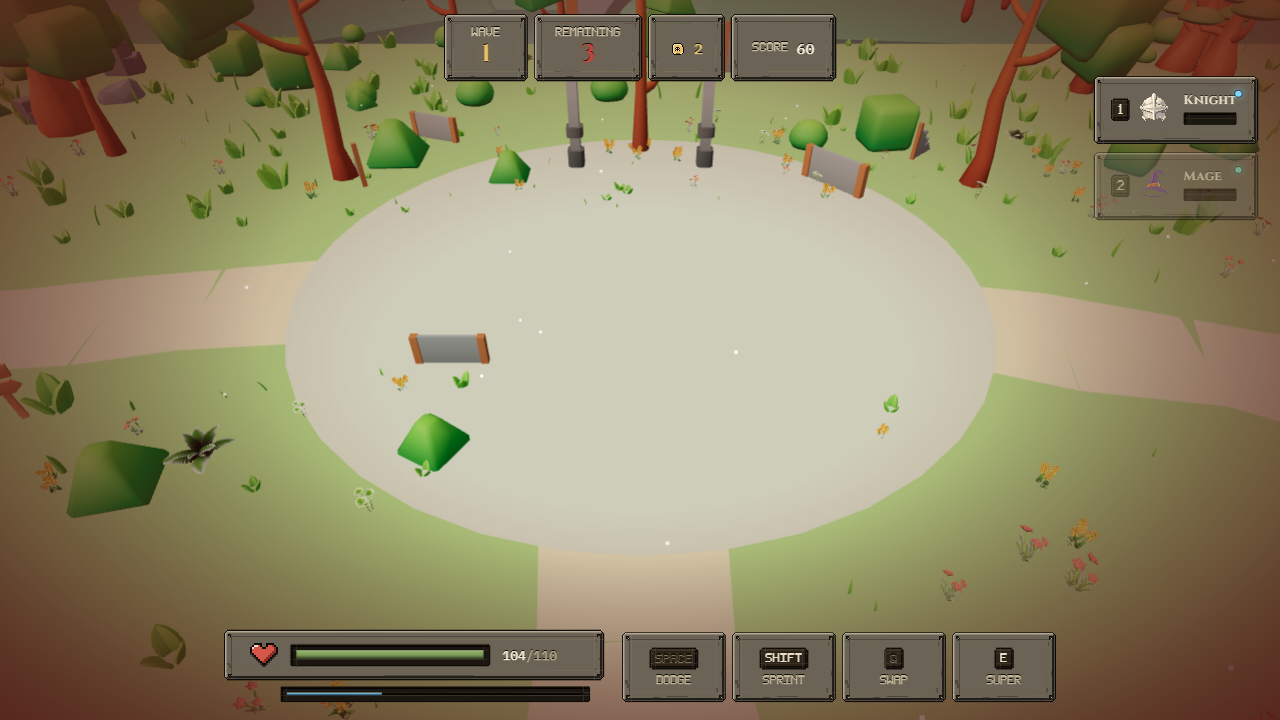 WAVE
1
REMAINING
3
2
SCORE 60
1
KNIGHT
2
MAGE
104/110
SPACE
DODGE
SHIFT
SPRINT
Q
SWAP
E
SUPER